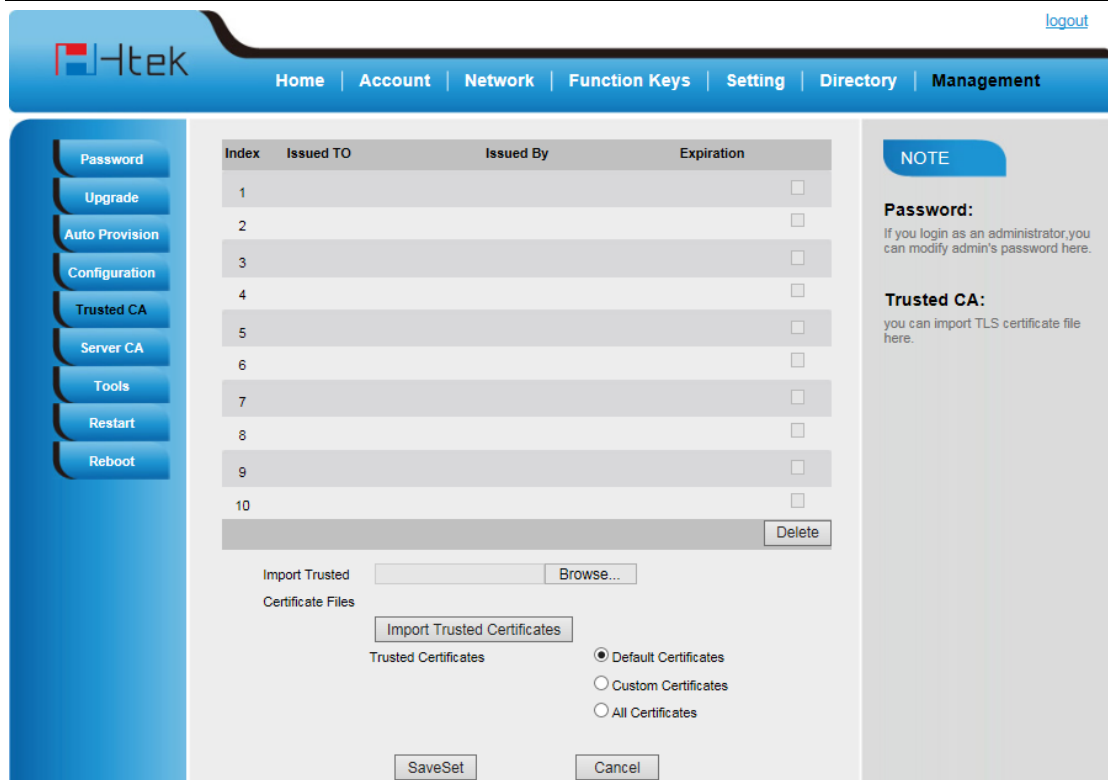 logout
Htek
Home | Account | Network | Function Keys | Setting | Directory | Management
Password
Upgrade
Auto Provision
Configuration
Trusted CA
Server CA
Tools
Restart
Reboot
Index Issued TO Issued By Expiration
1
2
3
4
5
6
7
8
9
10
Delete
Import Trusted Browse...
Certificate Files
Import Trusted Certificates
Trusted Certificates Default Certificates
Custom Certificates
All Certificates
SaveSet Cancel
NOTE
Password:
If you login as an administrator,you
can modify admin's password here.
Trusted CA:
you can import TLS certificate file
here.